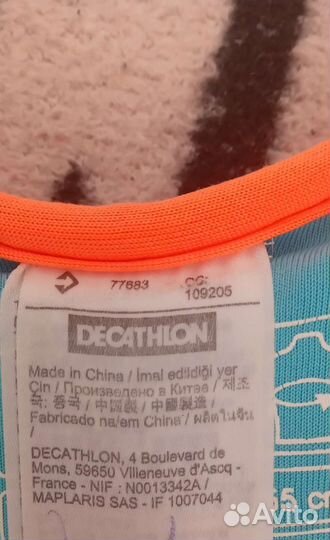 77683 CC:
109205
DECATHLON
Made in China / İmal edildiği yer
Çin / Произведено в Китае / 제조
국: 중국 / 中国製 / 中國製造 /
Fabricado na/em China / ผลิตในจีน
/
DECATHLON, 4 Boulevard de
Mons, 59650 Villeneuve d'Ascq -
France - NIF : N0013342A /
MAPLARIS SAS - IF 1007044
Avito